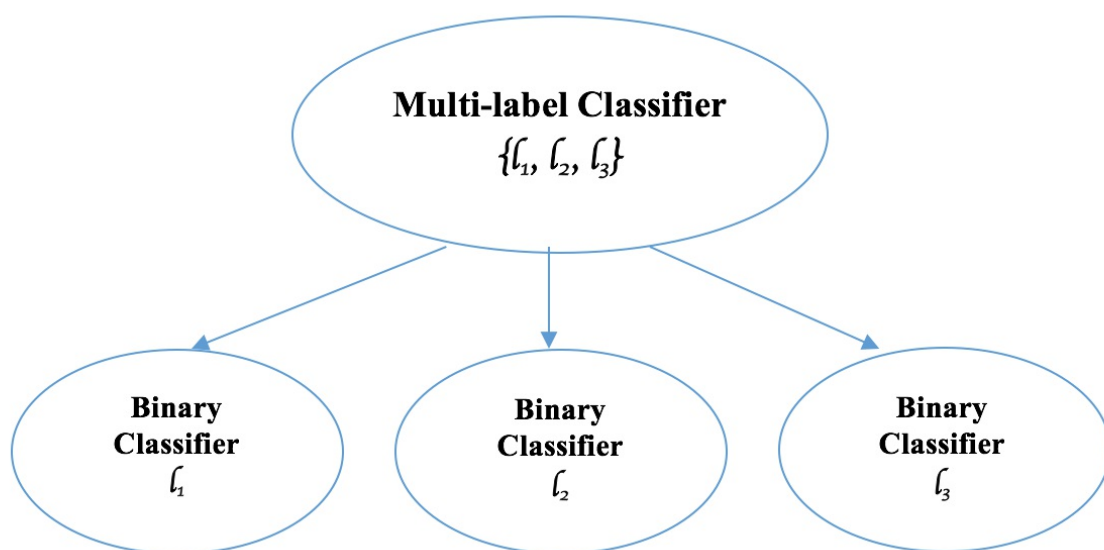 Multi-label Classifier
{l₁, l₂, l₃}
Binary
Classifier
l₁
Binary
Classifier
l₂
Binary
Classifier
l₃